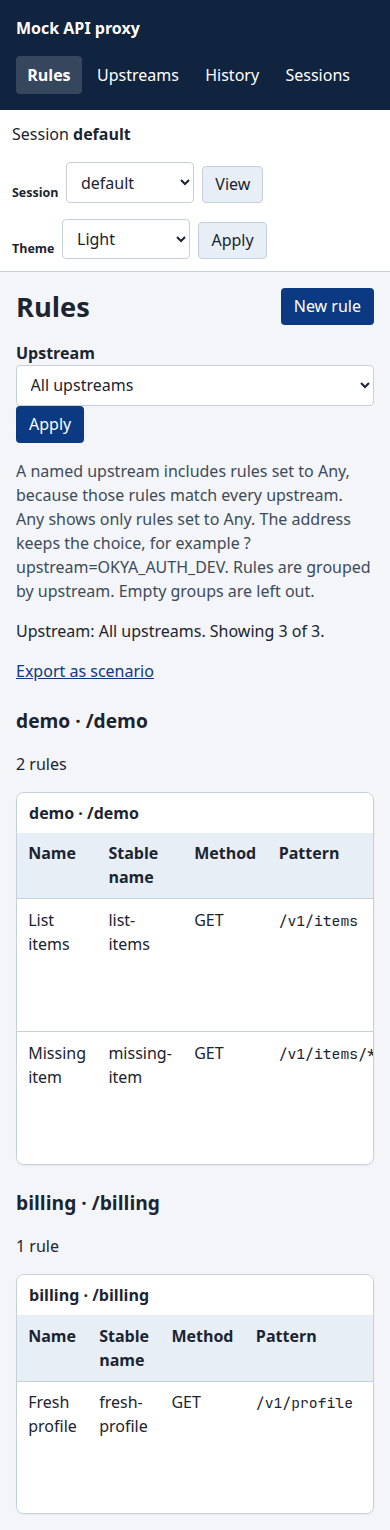 Mock API proxy
Rules Upstreams History Sessions
Session default
Session default View
Theme Light Apply
Rules New rule
Upstream
All upstreams
Apply
A named upstream includes rules set to Any,
because those rules match every upstream.
Any shows only rules set to Any. The address
keeps the choice, for example ?
upstream=OKYA_AUTH_DEV. Rules are grouped
by upstream. Empty groups are left out.
Upstream: All upstreams. Showing 3 of 3.
Export as scenario
demo · /demo
2 rules
demo · /demo
Name Stable name Method Pattern
List items list-items GET /v1/items
Missing item missing-item GET /v1/items/*
billing · /billing
1 rule
billing · /billing
Name Stable name Method Pattern
Fresh profile fresh-profile GET /v1/profile